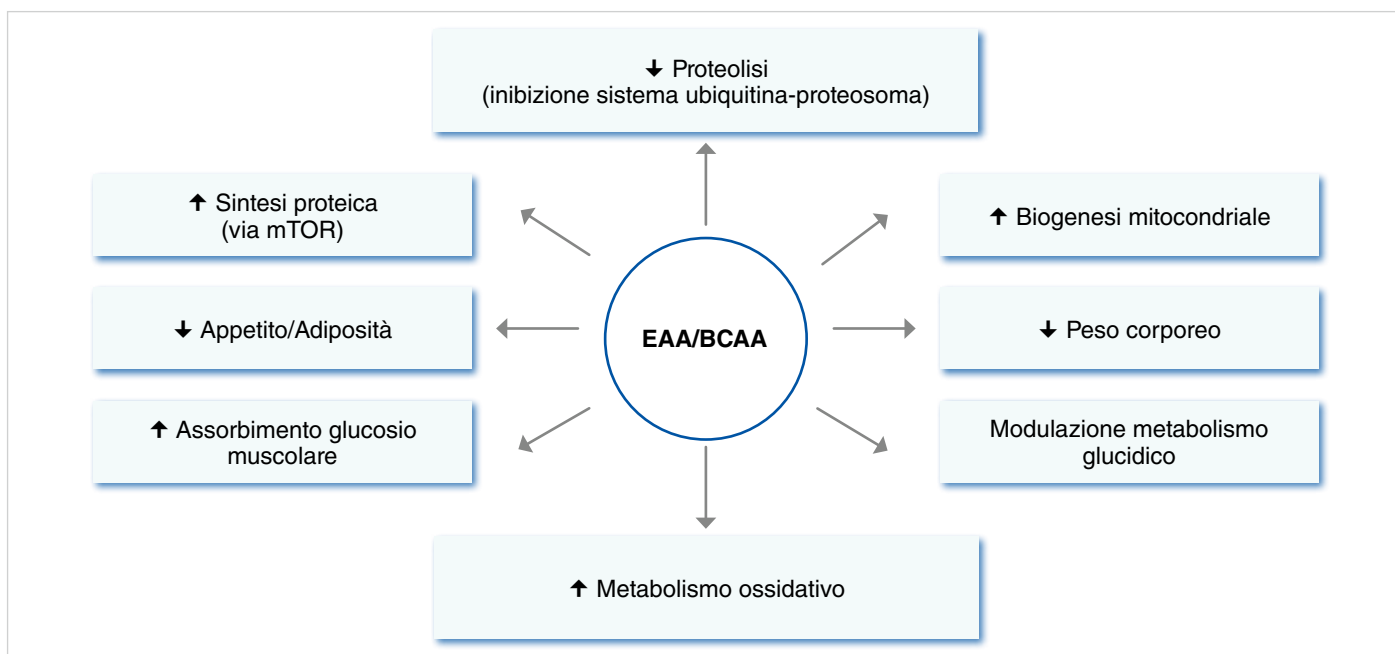 ↓ Proteolisi
(inibizione sistema ubiquitina-proteosoma)
↑ Sintesi proteica
(via mTOR)
↑ Biogenesi mitocondriale
↓ Appetito/Adiposità
EAA/BCAA
↓ Peso corporeo
↑ Assorbimento glucosio
muscolare
Modulazione metabolismo
glucidico
↑ Metabolismo ossidativo